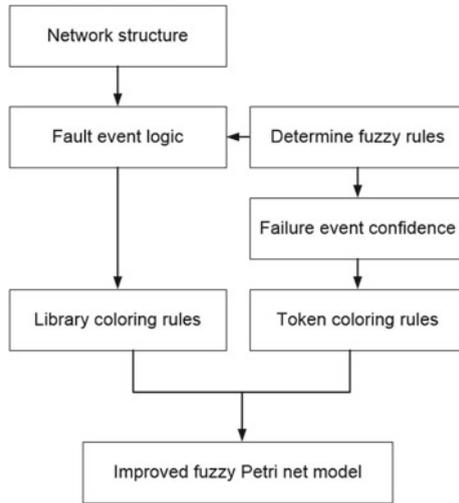 Network structure
Fault event logic
Determine fuzzy rules
Failure event confidence
Library coloring rules
Token coloring rules
Improved fuzzy Petri net model